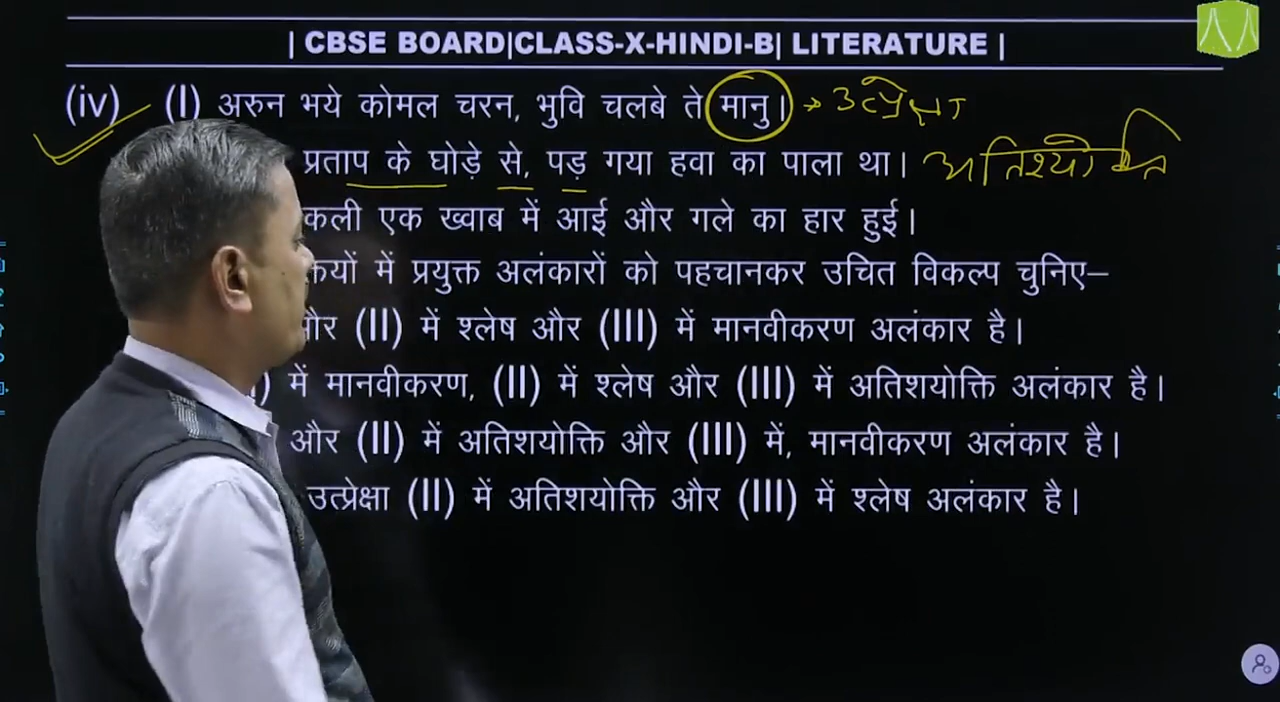 | CBSE BOARD|CLASS-X-HINDI-B| LITERATURE |
(iv) (I) अरुन भये कोमल चरन, भुवि चलबे ते मानु। → उत्प्रेक्षा
प्रताप के घोड़े से, पड़ गया हवा का पाला था। अतिश्योक्ति
कली एक ख्वाब में आई और गले का हार हुई।
में प्रयुक्त अलंकारों को पहचानकर उचित विकल्प चुनिए–
और (II) में श्लेष और (III) में मानवीकरण अलंकार है।
में मानवीकरण, (II) में श्लेष और (III) में अतिशयोक्ति अलंकार है।
और (II) में अतिशयोक्ति और (III) में, मानवीकरण अलंकार है।
उत्प्रेक्षा (II) में अतिशयोक्ति और (III) में श्लेष अलंकार है।